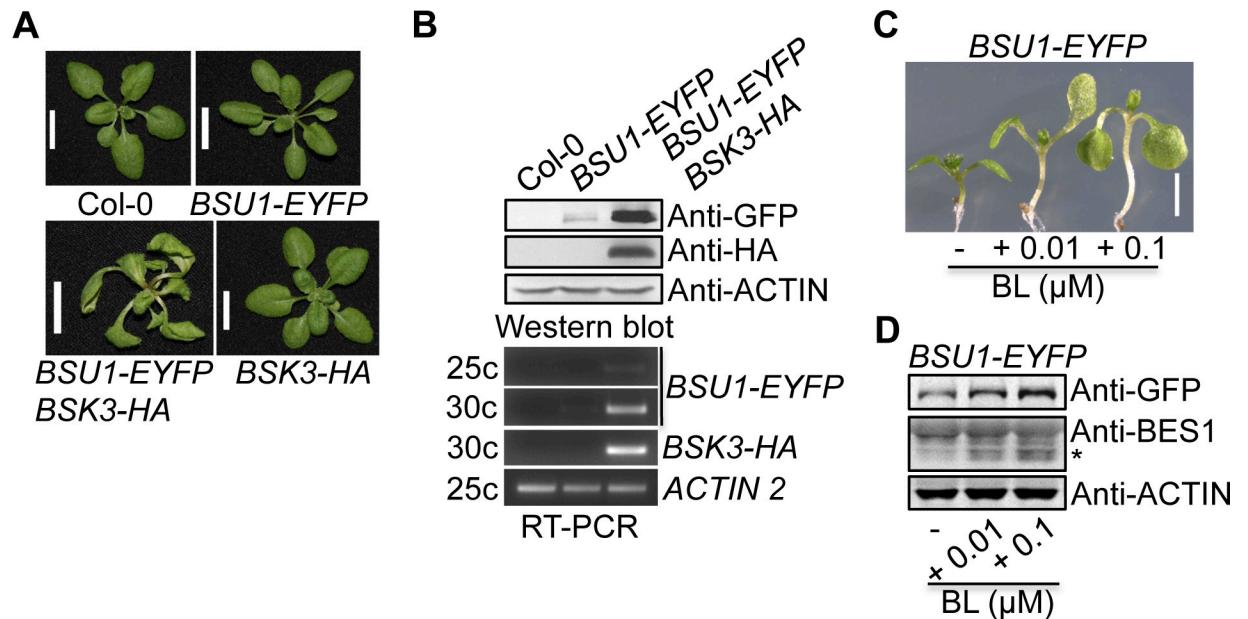 A
Col-0
BSU1-EYFP
BSU1-EYFP
BSK3-HA
BSK3-HA
B
Col-0
BSU1-EYFP
BSU1-EYFP
BSK3-HA
Anti-GFP
Anti-HA
Anti-ACTIN
Western blot
25c
30c
BSU1-EYFP
30c
BSK3-HA
25c
ACTIN 2
RT-PCR
C
BSU1-EYFP
- + 0.01 + 0.1
BL (μM)
D
BSU1-EYFP
Anti-GFP
Anti-BES1
*
Anti-ACTIN
-
+ 0.01
+ 0.1
BL (μM)